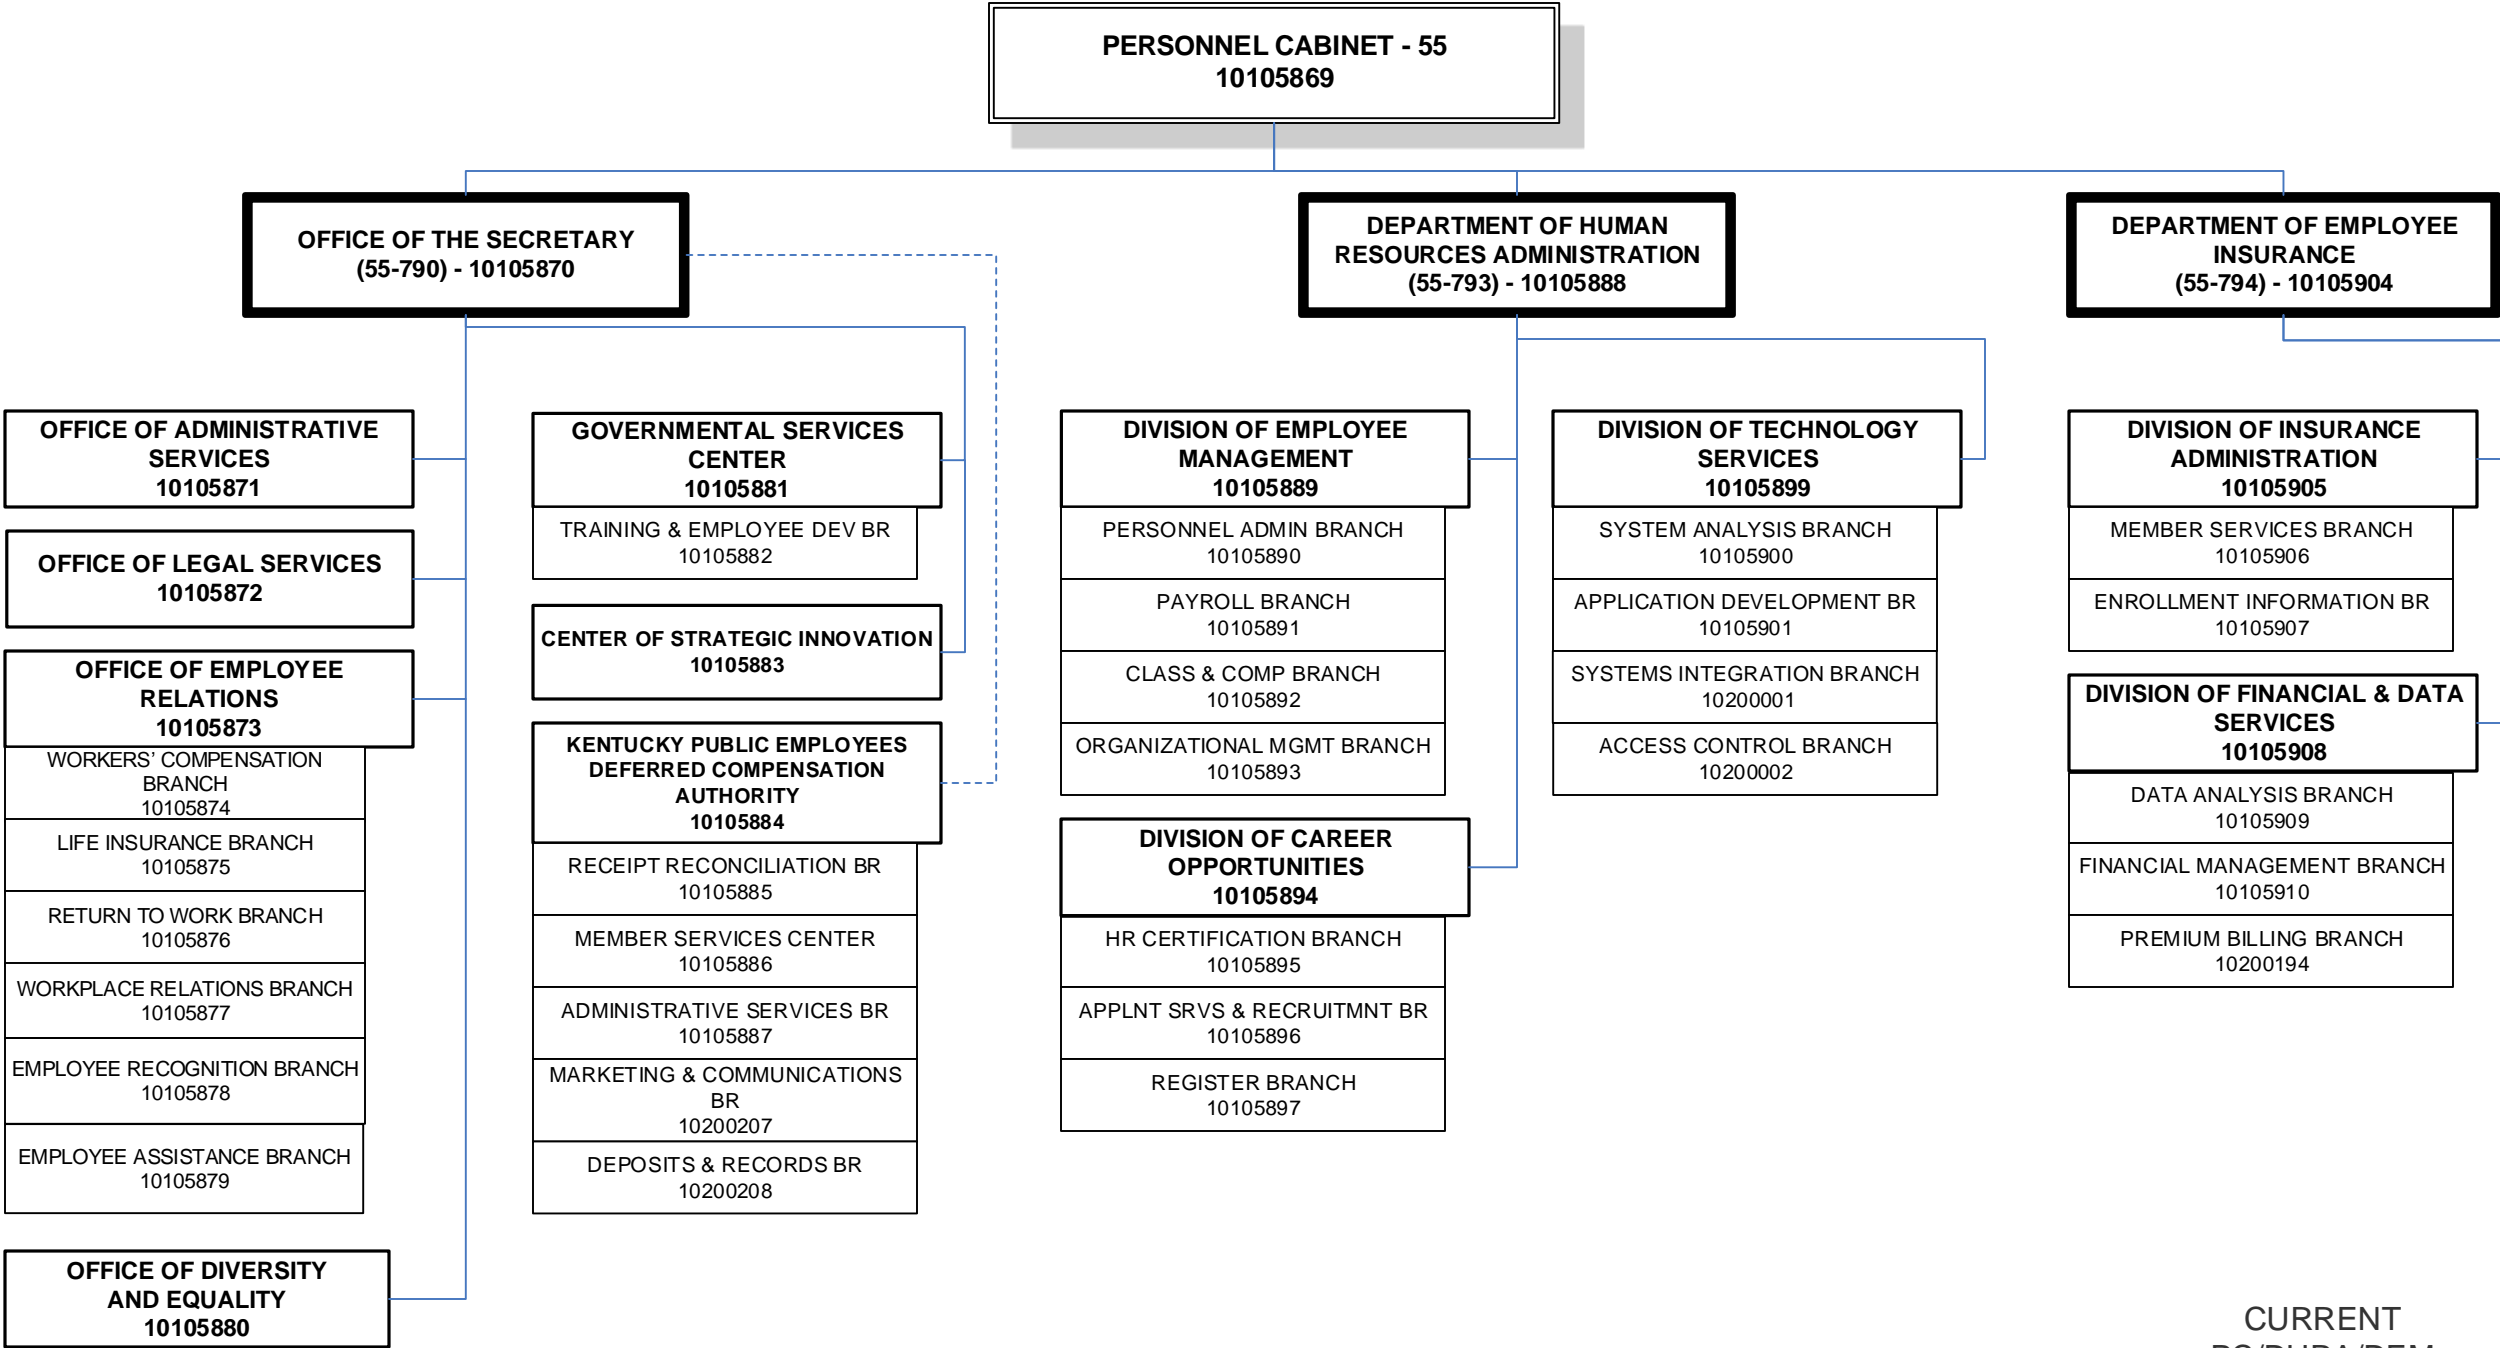 PERSONNEL CABINET - 55
10105869
OFFICE OF THE SECRETARY
(55-790) - 10105870
DEPARTMENT OF HUMAN
RESOURCES ADMINISTRATION
(55-793) - 10105888
DEPARTMENT OF EMPLOYEE
INSURANCE
(55-794) - 10105904
OFFICE OF ADMINISTRATIVE
SERVICES
10105871
OFFICE OF LEGAL SERVICES
10105872
OFFICE OF EMPLOYEE
RELATIONS
10105873
WORKERS’ COMPENSATION
BRANCH
10105874
LIFE INSURANCE BRANCH
10105875
RETURN TO WORK BRANCH
10105876
WORKPLACE RELATIONS BRANCH
10105877
EMPLOYEE RECOGNITION BRANCH
10105878
EMPLOYEE ASSISTANCE BRANCH
10105879
OFFICE OF DIVERSITY
AND EQUALITY
10105880
GOVERNMENTAL SERVICES
CENTER
10105881
TRAINING & EMPLOYEE DEV BR
10105882
CENTER OF STRATEGIC INNOVATION
10105883
KENTUCKY PUBLIC EMPLOYEES
DEFERRED COMPENSATION
AUTHORITY
10105884
RECEIPT RECONCILIATION BR
10105885
MEMBER SERVICES CENTER
10105886
ADMINISTRATIVE SERVICES BR
10105887
MARKETING & COMMUNICATIONS
BR
10200207
DEPOSITS & RECORDS BR
10200208
DIVISION OF EMPLOYEE
MANAGEMENT
10105889
PERSONNEL ADMIN BRANCH
10105890
PAYROLL BRANCH
10105891
CLASS & COMP BRANCH
10105892
ORGANIZATIONAL MGMT BRANCH
10105893
DIVISION OF CAREER
OPPORTUNITIES
10105894
HR CERTIFICATION BRANCH
10105895
APPLNT SRVS & RECRUITMNT BR
10105896
REGISTER BRANCH
10105897
DIVISION OF TECHNOLOGY
SERVICES
10105899
SYSTEM ANALYSIS BRANCH
10105900
APPLICATION DEVELOPMENT BR
10105901
SYSTEMS INTEGRATION BRANCH
10200001
ACCESS CONTROL BRANCH
10200002
DIVISION OF INSURANCE
ADMINISTRATION
10105905
MEMBER SERVICES BRANCH
10105906
ENROLLMENT INFORMATION BR
10105907
DIVISION OF FINANCIAL & DATA
SERVICES
10105908
DATA ANALYSIS BRANCH
10105909
FINANCIAL MANAGEMENT BRANCH
10105910
PREMIUM BILLING BRANCH
10200194
CURRENT